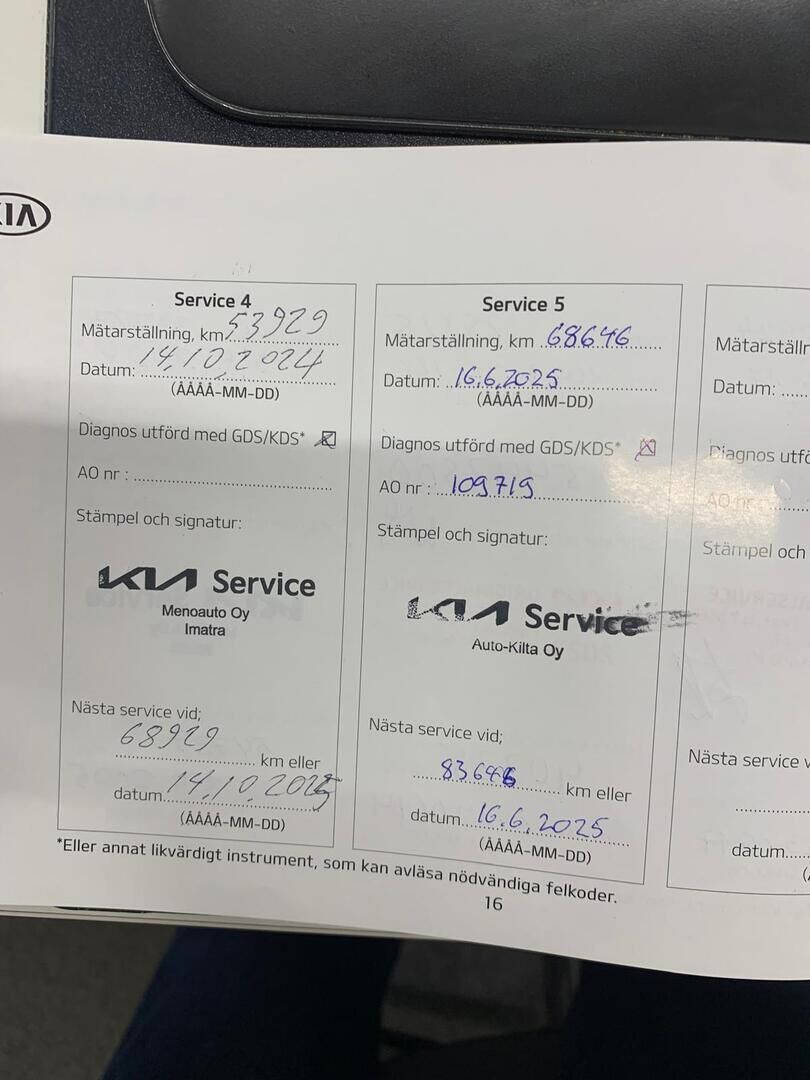 KIA
Service 4
Mätarställning, km 53929
Datum: 14.10.2024
(ÅÅÅÅ-MM-DD)
Diagnos utförd med GDS/KDS*
AO nr :
Stämpel och signatur:
KIA Service
Menoauto Oy
Imatra
Nästa service vid;
68929
km eller
datum 14.10.2025
(ÅÅÅÅ-MM-DD)
Service 5
Mätarställning, km 68646
Datum: 16.6.2025
(ÅÅÅÅ-MM-DD)
Diagnos utförd med GDS/KDS*
AO nr : 109719
Stämpel och signatur:
KIA Service
Auto-Kilta Oy
Nästa service vid;
83646 km eller
datum 16.6.2025
(ÅÅÅÅ-MM-DD)
Mätarställn
Datum:
Diagnos utfö
AO nr :
Stämpel och
Nästa service v
datum
*Eller annat likvärdigt instrument, som kan avläsa nödvändiga felkoder.
16